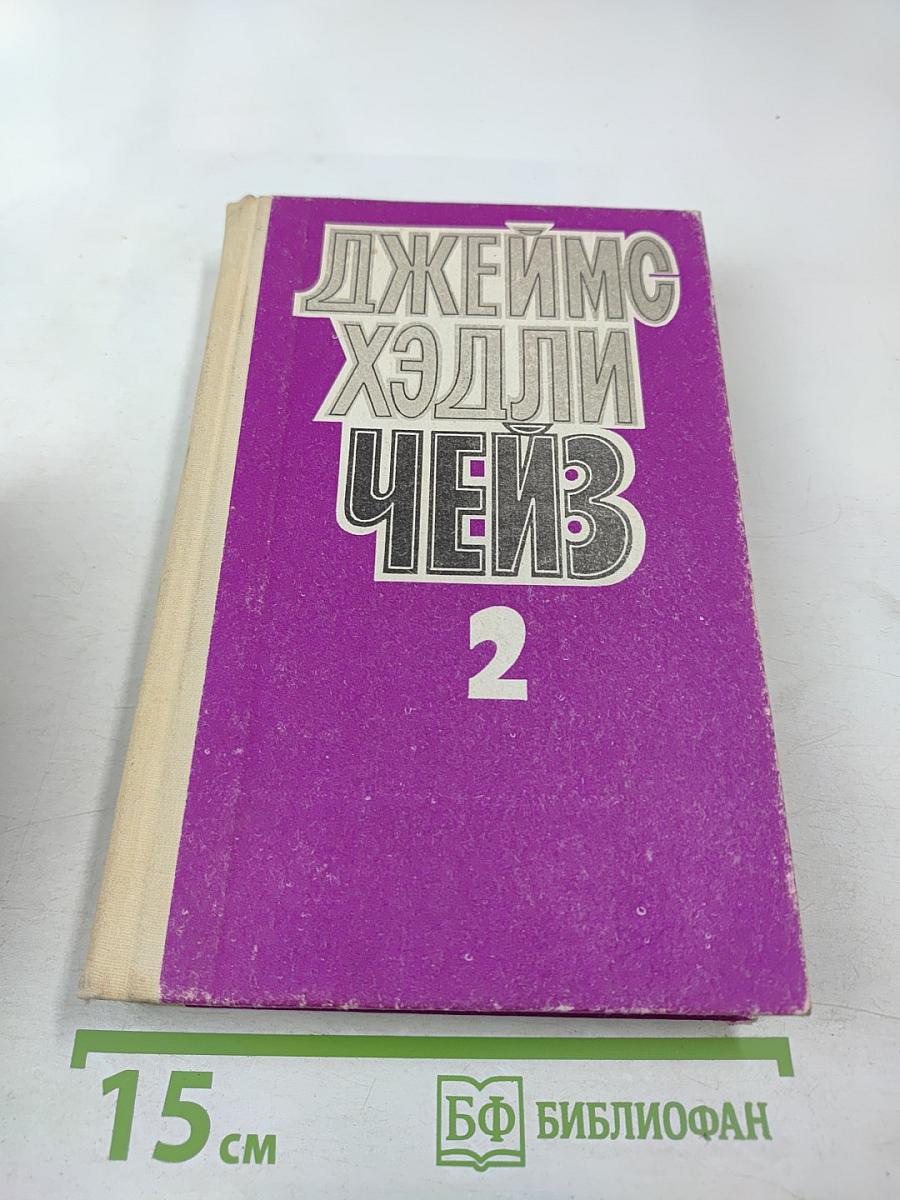 ДЖЕЙМС
ХЭДЛИ
ЧЕЙЗ
2
15 см
БФ БИБЛИОФАН